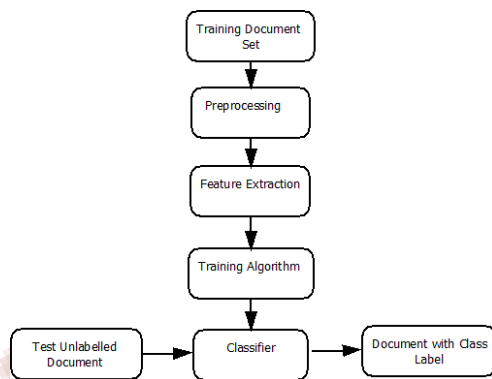 Training Document
Set
Preprocessing
Feature Extraction
Training Algorithm
Test Unlabelled
Document
Classifier
Document with Class
Label